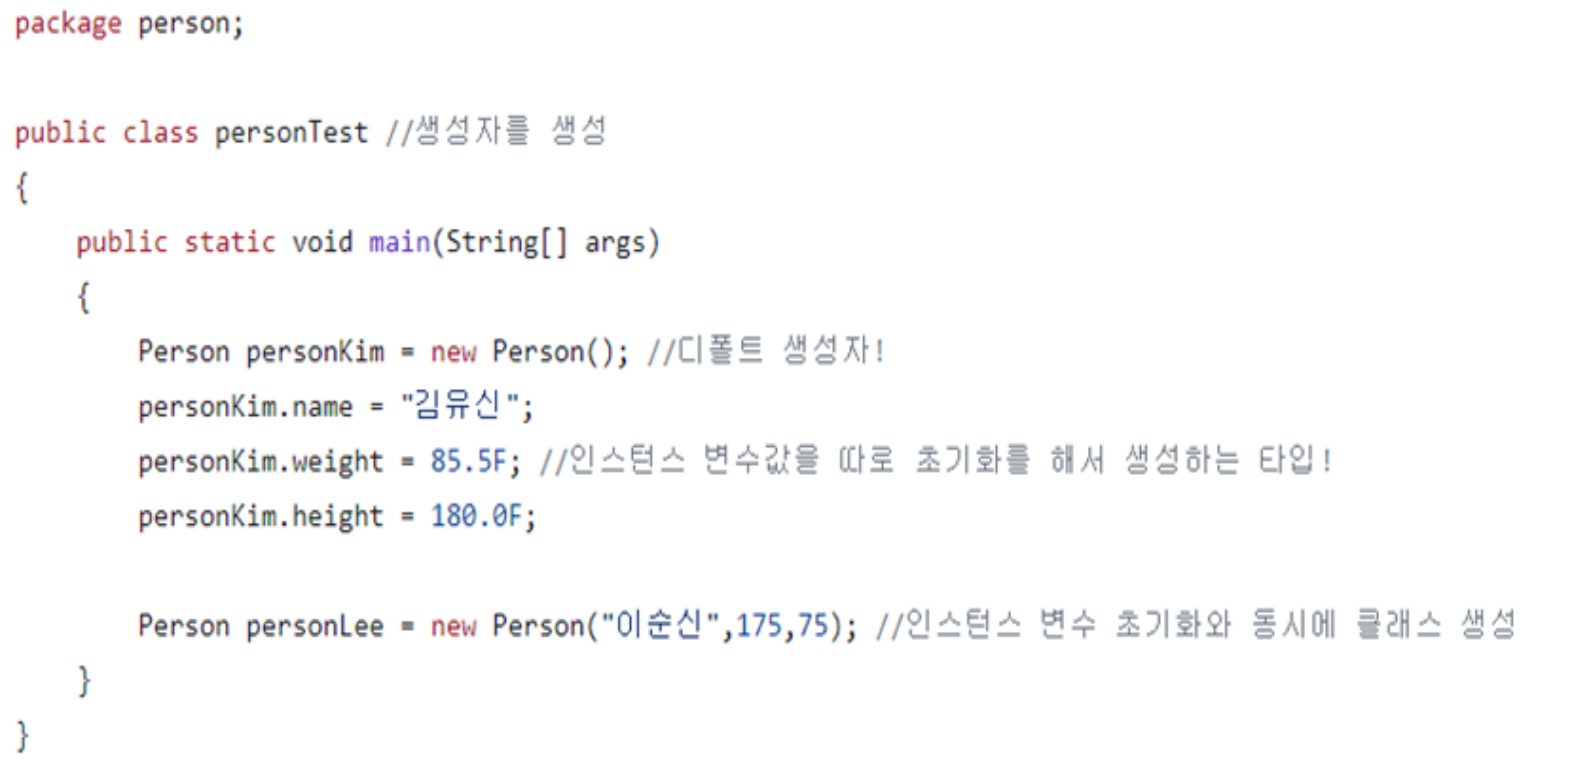 package person;
public class personTest //생성자를 생성
{
public static void main(String[] args)
{
Person personKim = new Person(); //디폴트 생성자!
personKim.name = "김유신";
personKim.weight = 85.5F; //인스턴스 변수값을 따로 초기화를 해서 생성하는 타입!
personKim.height = 180.0F;
Person personLee = new Person("이순신",175,75); //인스턴스 변수 초기화와 동시에 클래스 생성
}
}